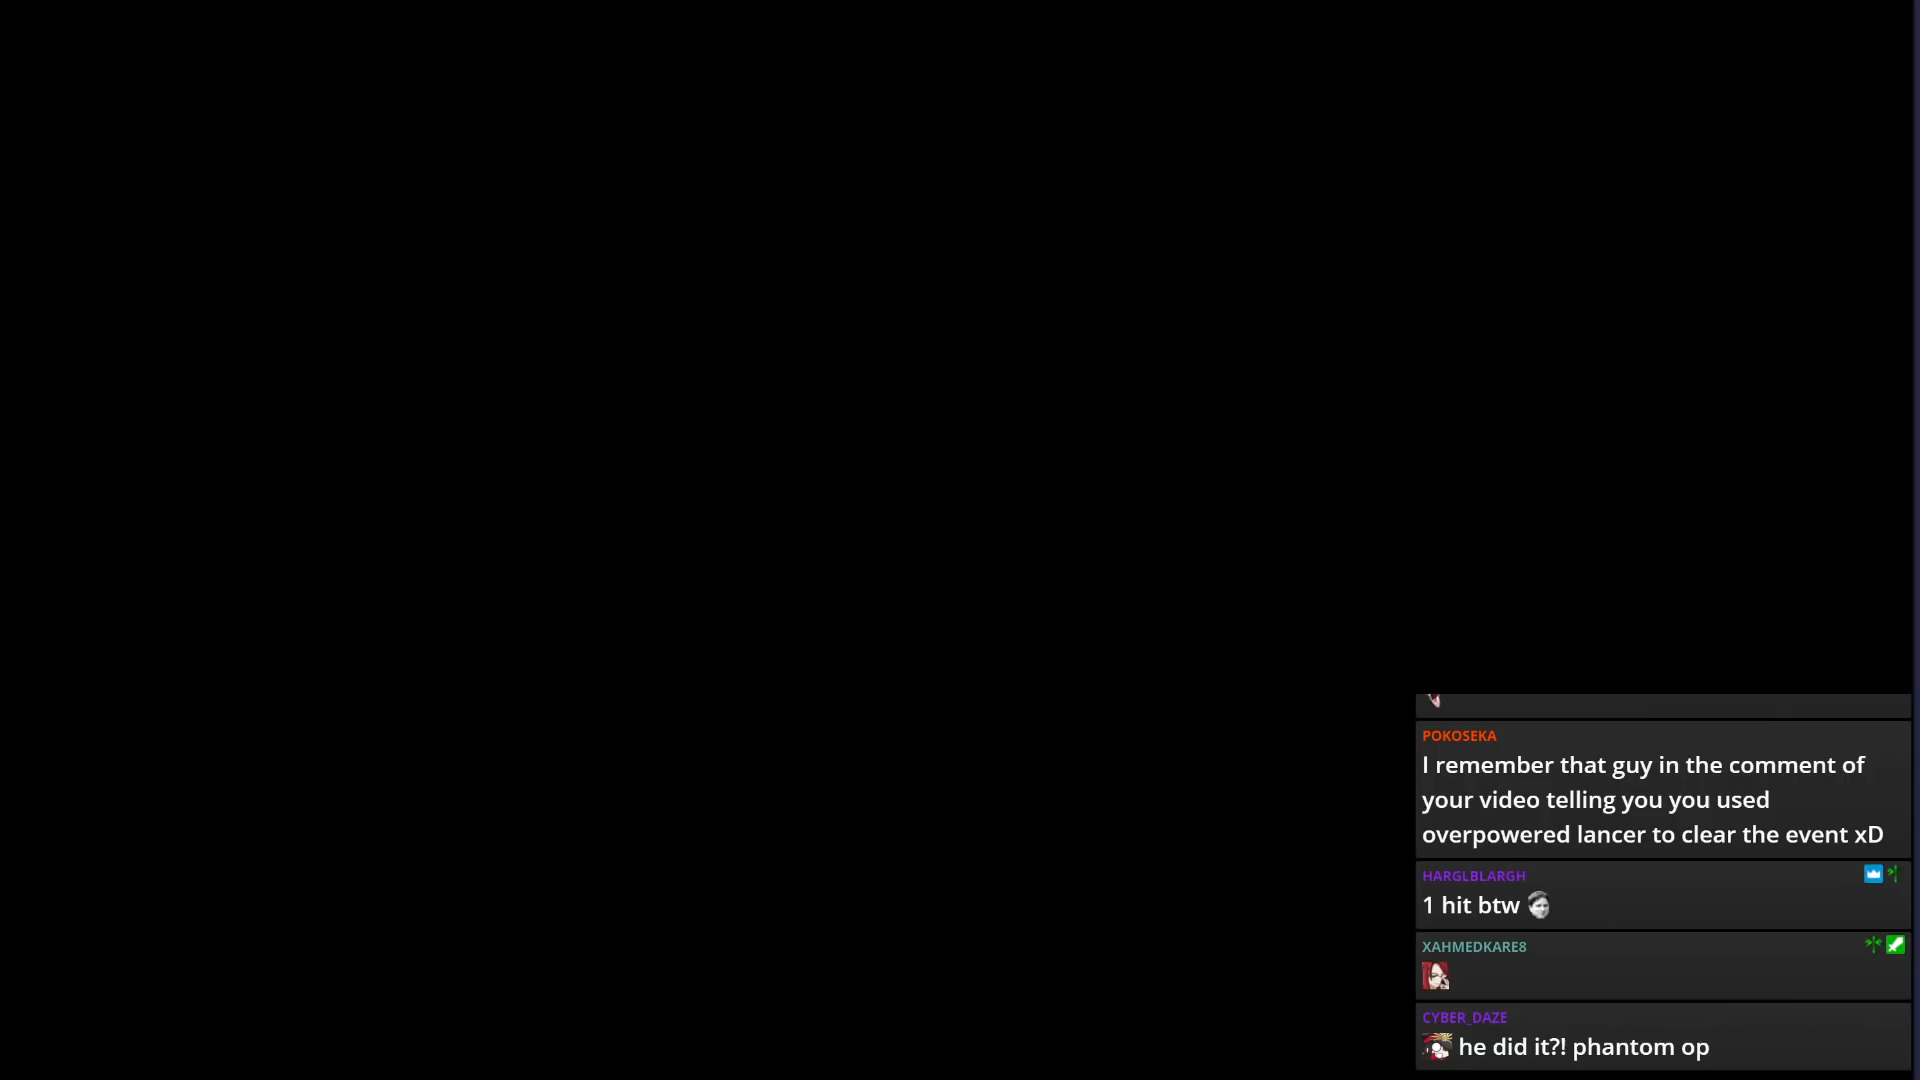 POKOSEKA
I remember that guy in the comment of
your video telling you you used
overpowered lancer to clear the event xD
HARGLBLARGH
1 hit btw
XAHMEDKARE8
CYBER_DAZE
he did it?! phantom op